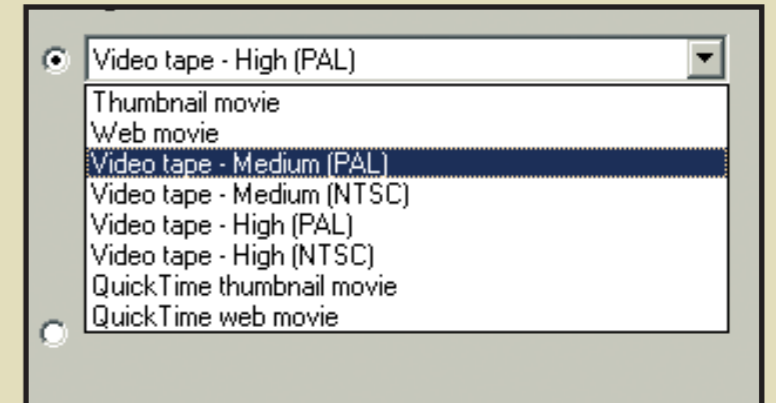 Video tape - High (PAL)
Thumbnail movie
Web movie
Video tape - Medium (PAL)
Video tape - Medium (NTSC)
Video tape - High (PAL)
Video tape - High (NTSC)
QuickTime thumbnail movie
QuickTime web movie